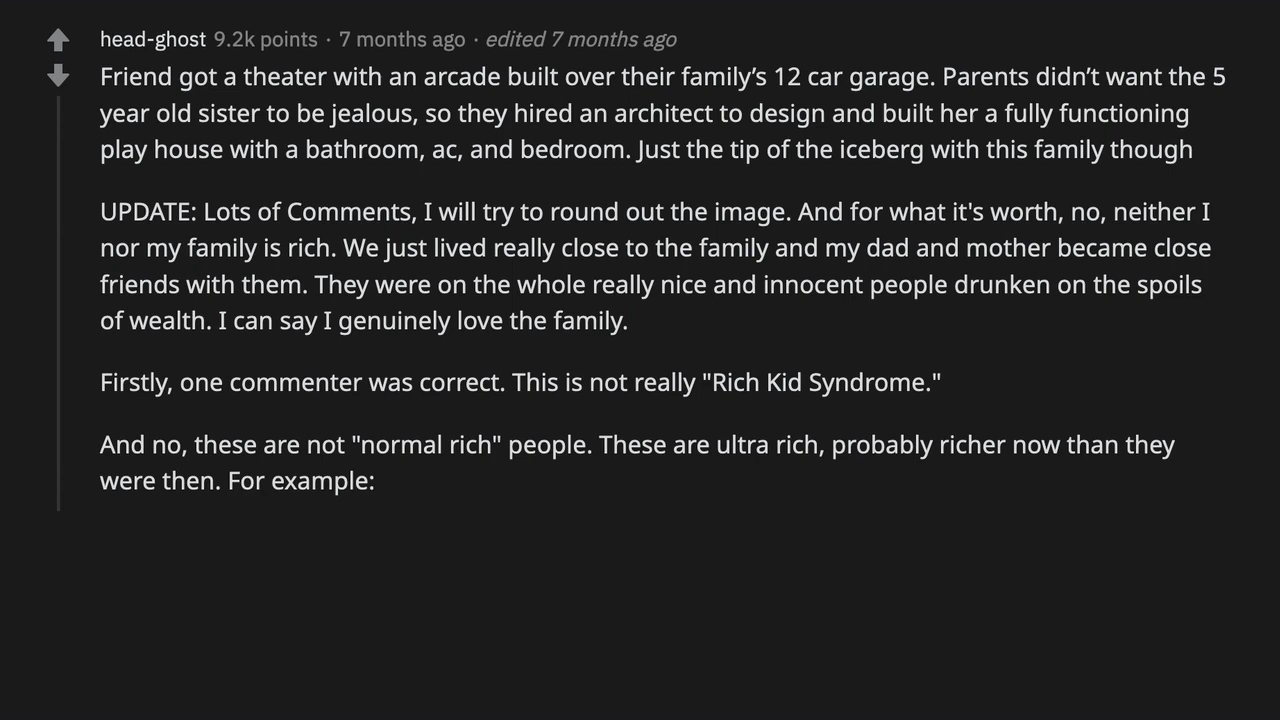 head-ghost 9.2k points · 7 months ago · edited 7 months ago
Friend got a theater with an arcade built over their family’s 12 car garage. Parents didn’t want the 5
year old sister to be jealous, so they hired an architect to design and built her a fully functioning
play house with a bathroom, ac, and bedroom. Just the tip of the iceberg with this family though
UPDATE: Lots of Comments, I will try to round out the image. And for what it's worth, no, neither I
nor my family is rich. We just lived really close to the family and my dad and mother became close
friends with them. They were on the whole really nice and innocent people drunken on the spoils
of wealth. I can say I genuinely love the family.
Firstly, one commenter was correct. This is not really "Rich Kid Syndrome."
And no, these are not "normal rich" people. These are ultra rich, probably richer now than they
were then. For example: